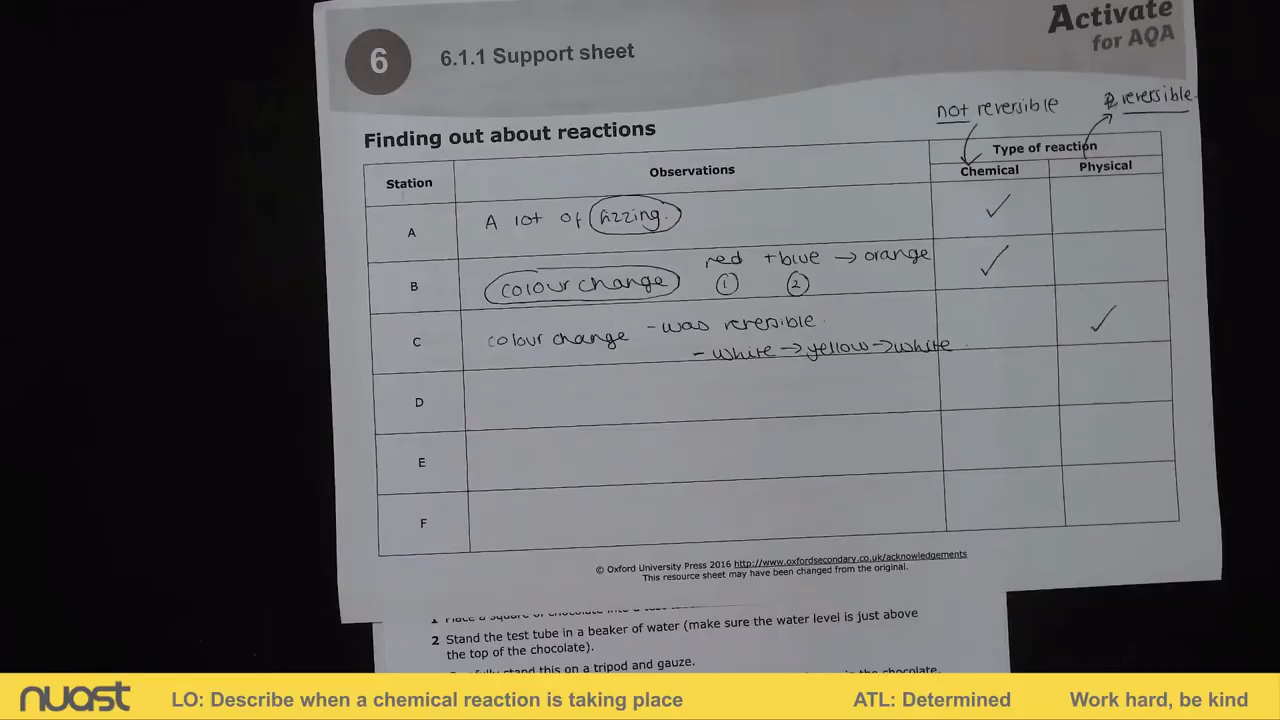 6
6.1.1 Support sheet
Activate
for AQA
not reversible
reversible.
Finding out about reactions
Station
Observations
Type of reaction
Chemical
Physical
A
A lot of fizzing.
✓
B
colour change
red + blue → orange
① ②
✓
C
colour change - was reversible.
- white → yellow → white.
✓
D
E
F
© Oxford University Press 2016 http://www.oxfordsecondary.co.uk/acknowledgements
This resource sheet may have been changed from the original.
2 Stand the test tube in a beaker of water (make sure the water level is just above
the top of the chocolate).
stand this on a tripod and gauze.
in the chocolate.
nuast
LO: Describe when a chemical reaction is taking place
ATL: Determined
Work hard, be kind